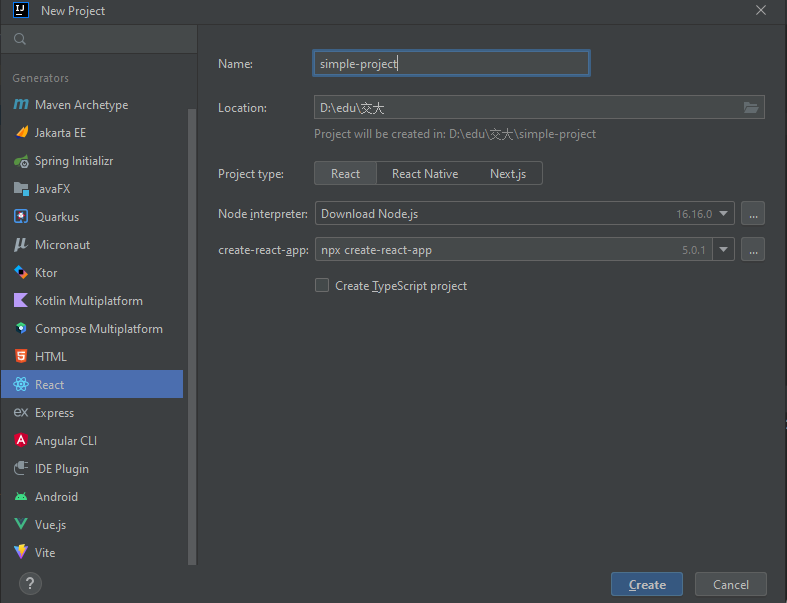 New Project
Generators
Maven Archetype
Jakarta EE
Spring Initializr
JavaFX
Quarkus
Micronaut
Ktor
Kotlin Multiplatform
Compose Multiplatform
HTML
React
Express
Angular CLI
IDE Plugin
Android
Vue.js
Vite
Name: simple-project
Location: D:\edu\交大
Project will be created in: D:\edu\交大\simple-project
Project type: React React Native Next.js
Node interpreter: Download Node.js 16.16.0 ...
create-react-app: npx create-react-app 5.0.1 ...
Create TypeScript project
? Create Cancel